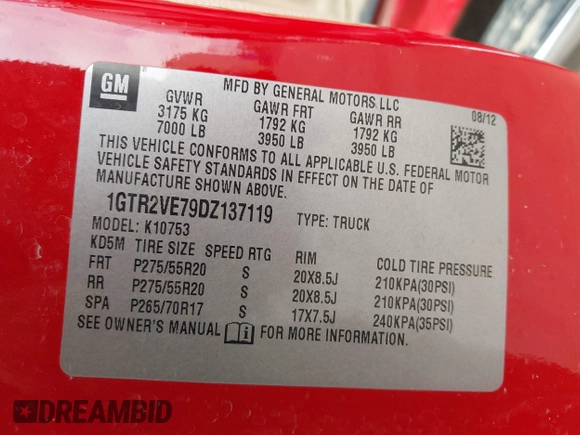 GM
MFD BY GENERAL MOTORS LLC
GVWR GAWR FRT GAWR RR 08/12
3175 KG 1792 KG 1792 KG
7000 LB 3950 LB 3950 LB
THIS VEHICLE CONFORMS TO ALL APPLICABLE U.S. FEDERAL MOTOR
VEHICLE SAFETY STANDARDS IN EFFECT ON THE DATE OF
MANUFACTURE SHOWN ABOVE.
1GTR2VE79DZ137119 TYPE: TRUCK
MODEL: K10753
KD5M TIRE SIZE SPEED RTG RIM COLD TIRE PRESSURE
FRT P275/55R20 S 20X8.5J 210KPA(30PSI)
RR P275/55R20 S 20X8.5J 210KPA(30PSI)
SPA P265/70R17 S 17X7.5J 240KPA(35PSI)
SEE OWNER'S MANUAL FOR MORE INFORMATION.
DREAMBID